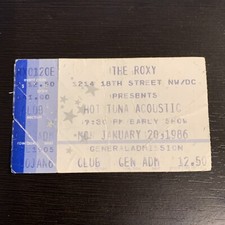 THE ROXY
1214 18TH STREET NW/DC
PRESENTS
HOT TUNA ACOUSTIC
7:30 PM EARLY SHOW
JANUARY 20, 1986
GENERAL ADMISSION
CLUB GEN ADM 12.50